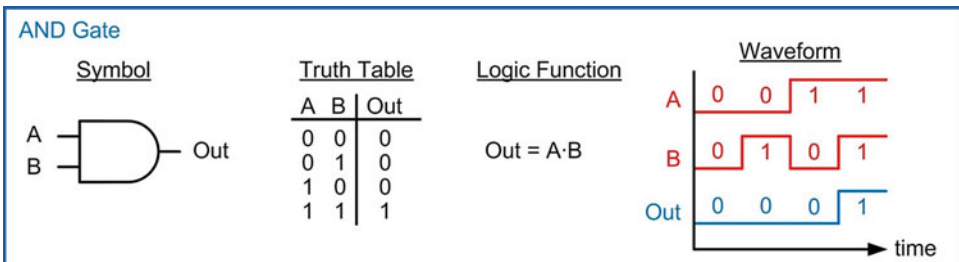 AND Gate
Symbol
A
B
Out
Truth Table
A B Out
0 0 0
0 1 0
1 0 0
1 1 1
Logic Function
Out = A·B
Waveform
A 0 0 1 1
B 0 1 0 1
Out 0 0 0 1
time